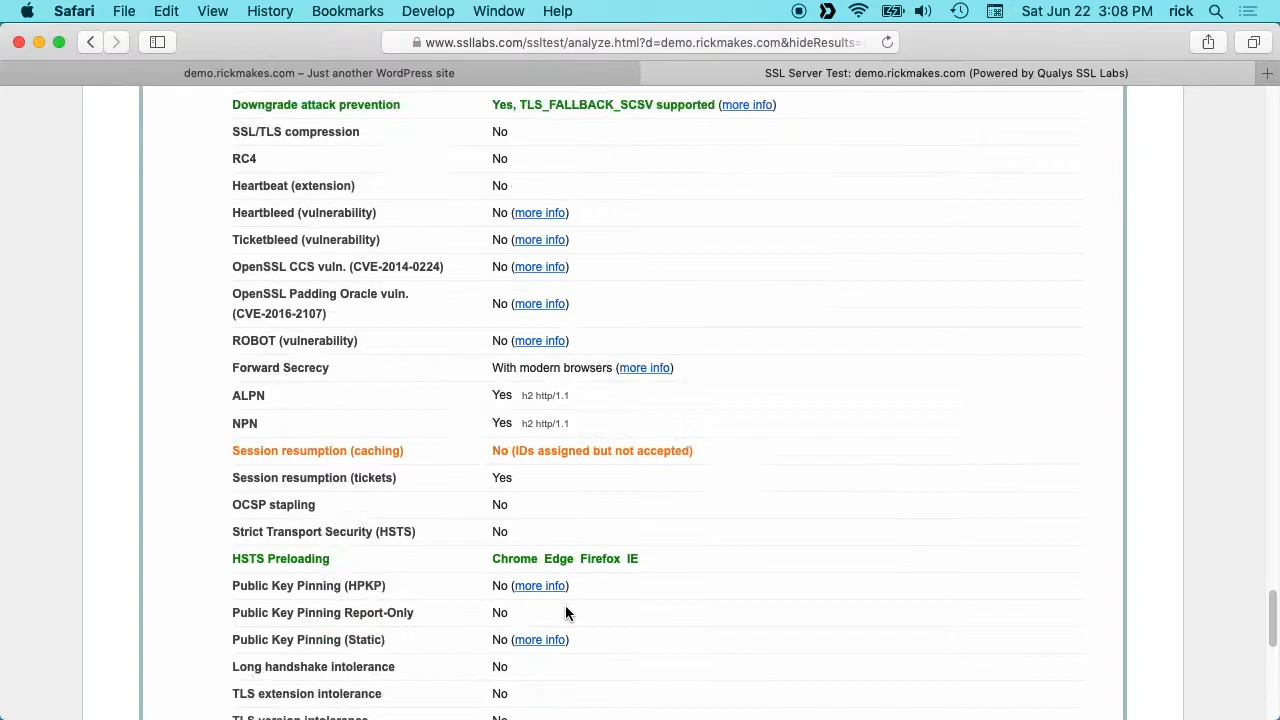 Safari File Edit View History Bookmarks Develop Window Help Sat Jun 22 3:08 PM rick
www.ssllabs.com/ssltest/analyze.html?d=demo.rickmakes.com&hideResults=
demo.rickmakes.com – Just another WordPress site
SSL Server Test: demo.rickmakes.com (Powered by Qualys SSL Labs)
Downgrade attack prevention Yes, TLS_FALLBACK_SCSV supported (more info)
SSL/TLS compression No
RC4 No
Heartbeat (extension) No
Heartbleed (vulnerability) No (more info)
Ticketbleed (vulnerability) No (more info)
OpenSSL CCS vuln. (CVE-2014-0224) No (more info)
OpenSSL Padding Oracle vuln.
(CVE-2016-2107) No (more info)
ROBOT (vulnerability) No (more info)
Forward Secrecy With modern browsers (more info)
ALPN Yes h2 http/1.1
NPN Yes h2 http/1.1
Session resumption (caching) No (IDs assigned but not accepted)
Session resumption (tickets) Yes
OCSP stapling No
Strict Transport Security (HSTS) No
HSTS Preloading Chrome Edge Firefox IE
Public Key Pinning (HPKP) No (more info)
Public Key Pinning Report-Only No
Public Key Pinning (Static) No (more info)
Long handshake intolerance No
TLS extension intolerance No
TLS version intolerance No